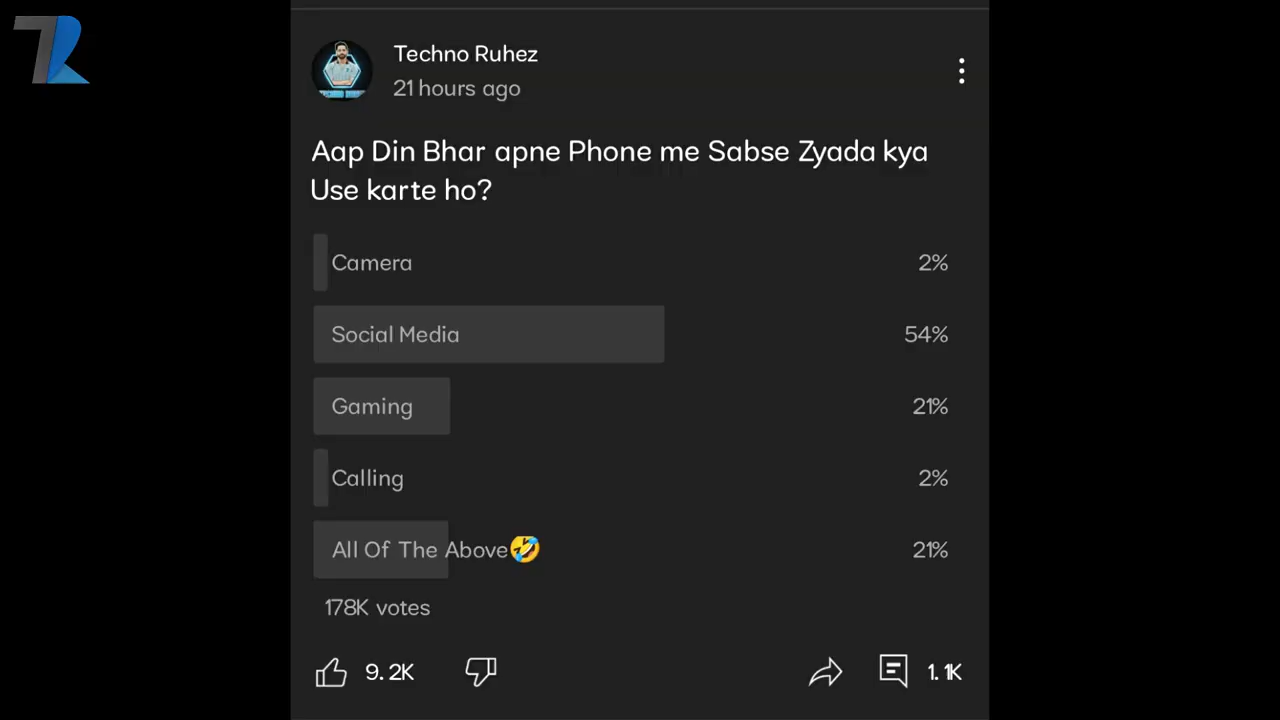 TR
Techno Ruhez
21 hours ago
Aap Din Bhar apne Phone me Sabse Zyada kya
Use karte ho?
Camera 2%
Social Media 54%
Gaming 21%
Calling 2%
All Of The Above🤣 21%
178K votes
9.2K 1.1K